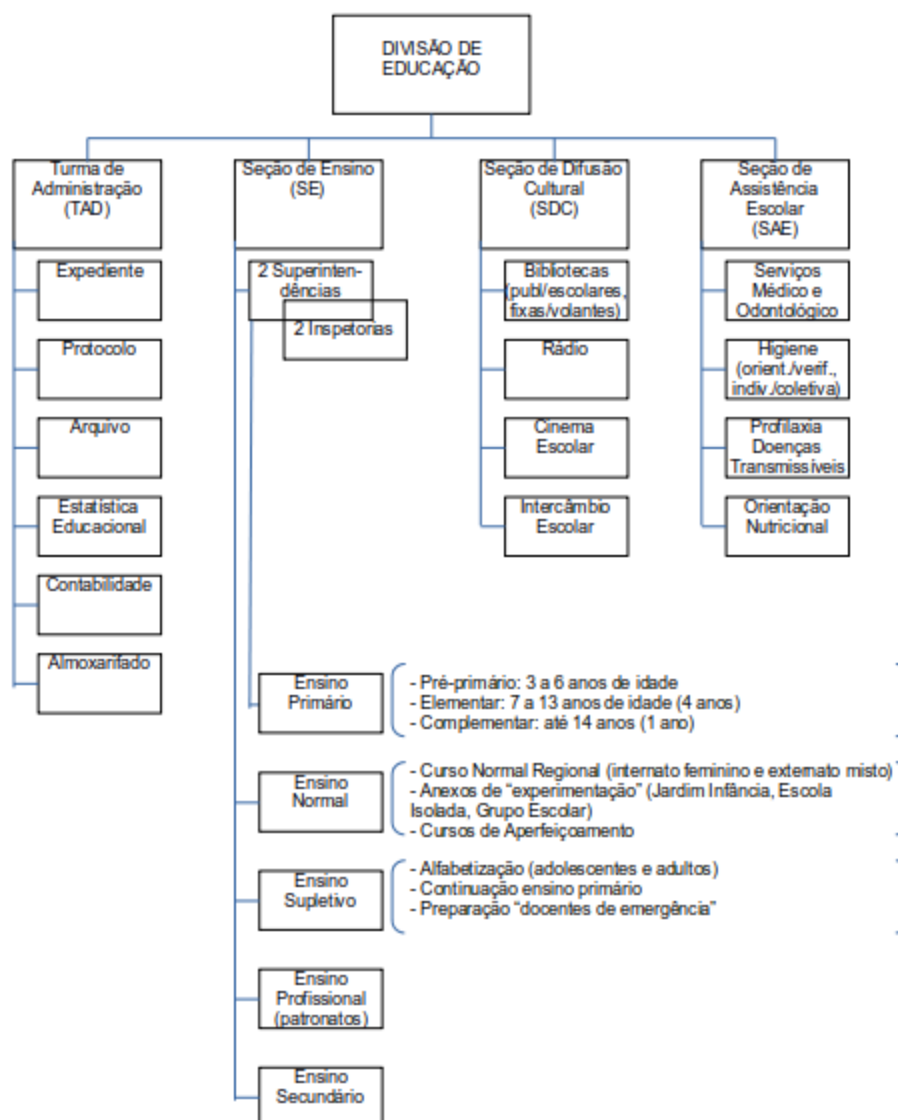 DIVISÃO DE
EDUCAÇÃO
Turma de
Administração
(TAD)
Expediente
Protocolo
Arquivo
Estatística
Educacional
Contabilidade
Almoxarifado
Seção de Ensino
(SE)
2 Superinten-
dências
2 Inspetorias
Ensino
Primário
- Pré-primário: 3 a 6 anos de idade
- Elementar: 7 a 13 anos de idade (4 anos)
- Complementar: até 14 anos (1 ano)
Ensino
Normal
- Curso Normal Regional (internato feminino e externato misto)
- Anexos de “experimentação” (Jardim Infância, Escola
Isolada, Grupo Escolar)
- Cursos de Aperfeiçoamento
Ensino
Supletivo
- Alfabetização (adolescentes e adultos)
- Continuação ensino primário
- Preparação “docentes de emergência”
Ensino
Profissional
(patronatos)
Ensino
Secundário
Seção de Difusão
Cultural
(SDC)
Bibliotecas
(publ/escolares,
fixas/volantes)
Rádio
Cinema
Escolar
Intercâmbio
Escolar
Seção de
Assistência
Escolar
(SAE)
Serviços
Médico e
Odontológico
Higiene
(orient./verif.,
indiv./coletiva)
Profilaxia
Doenças
Transmissíveis
Orientação
Nutricional